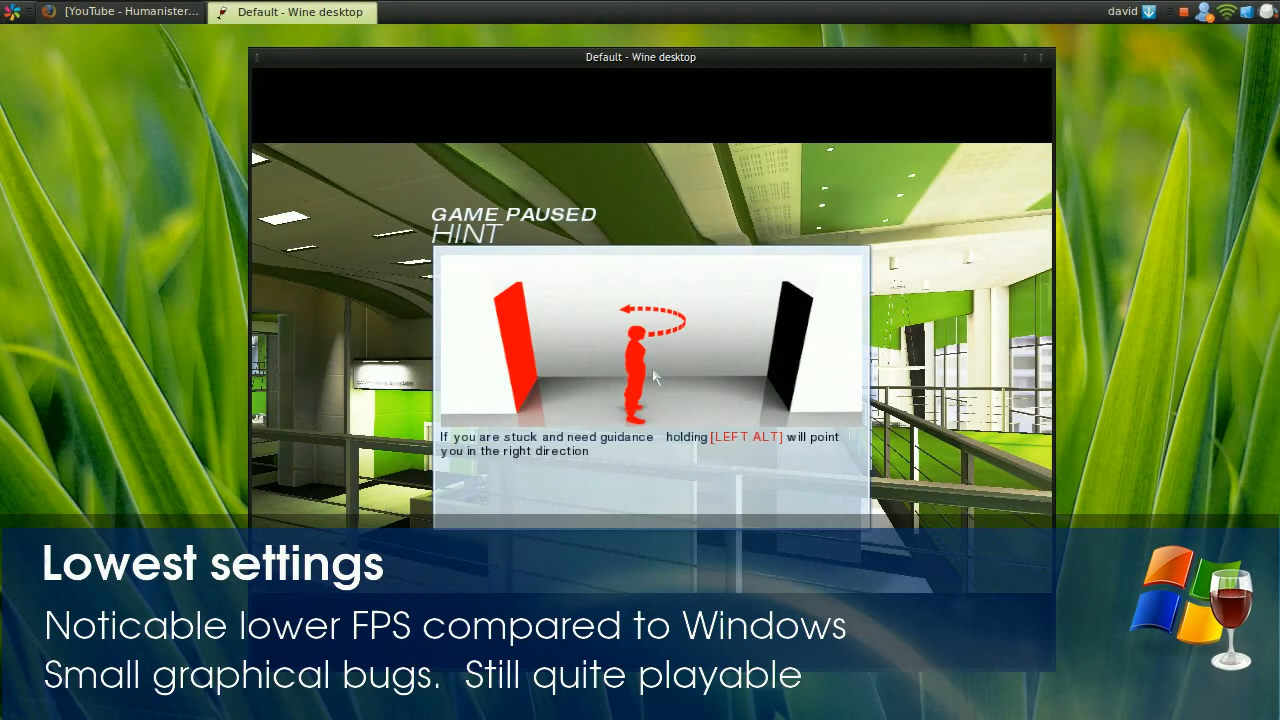 [YouTube - Humanister...
Default - Wine desktop
david
Default - Wine desktop
GAME PAUSED
HINT
If you are stuck and need guidance holding [LEFT ALT] will point
you in the right direction
Lowest settings
Noticable lower FPS compared to Windows
Small graphical bugs. Still quite playable